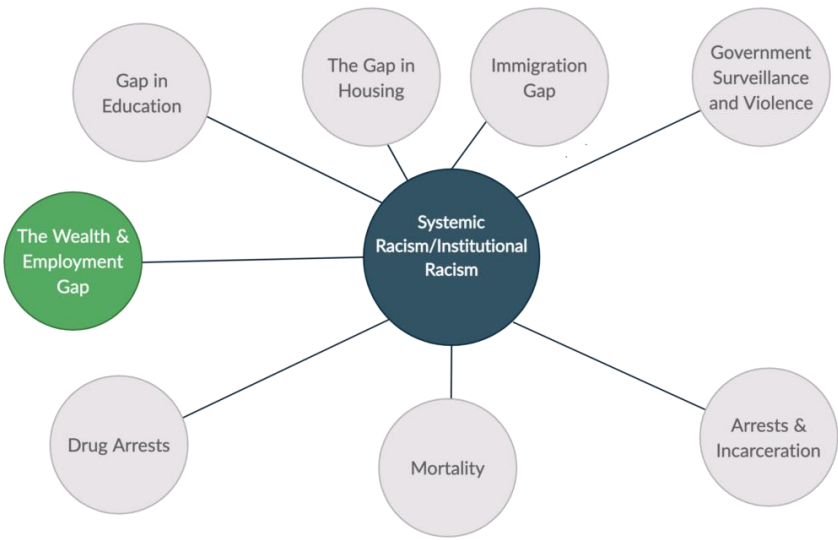 Gap in
Education
The Gap in
Housing
Immigration
Gap
Government
Surveillance
and Violence
Systemic
Racism/Institutional
Racism
The Wealth &
Employment
Gap
Drug Arrests
Mortality
Arrests &
Incarceration